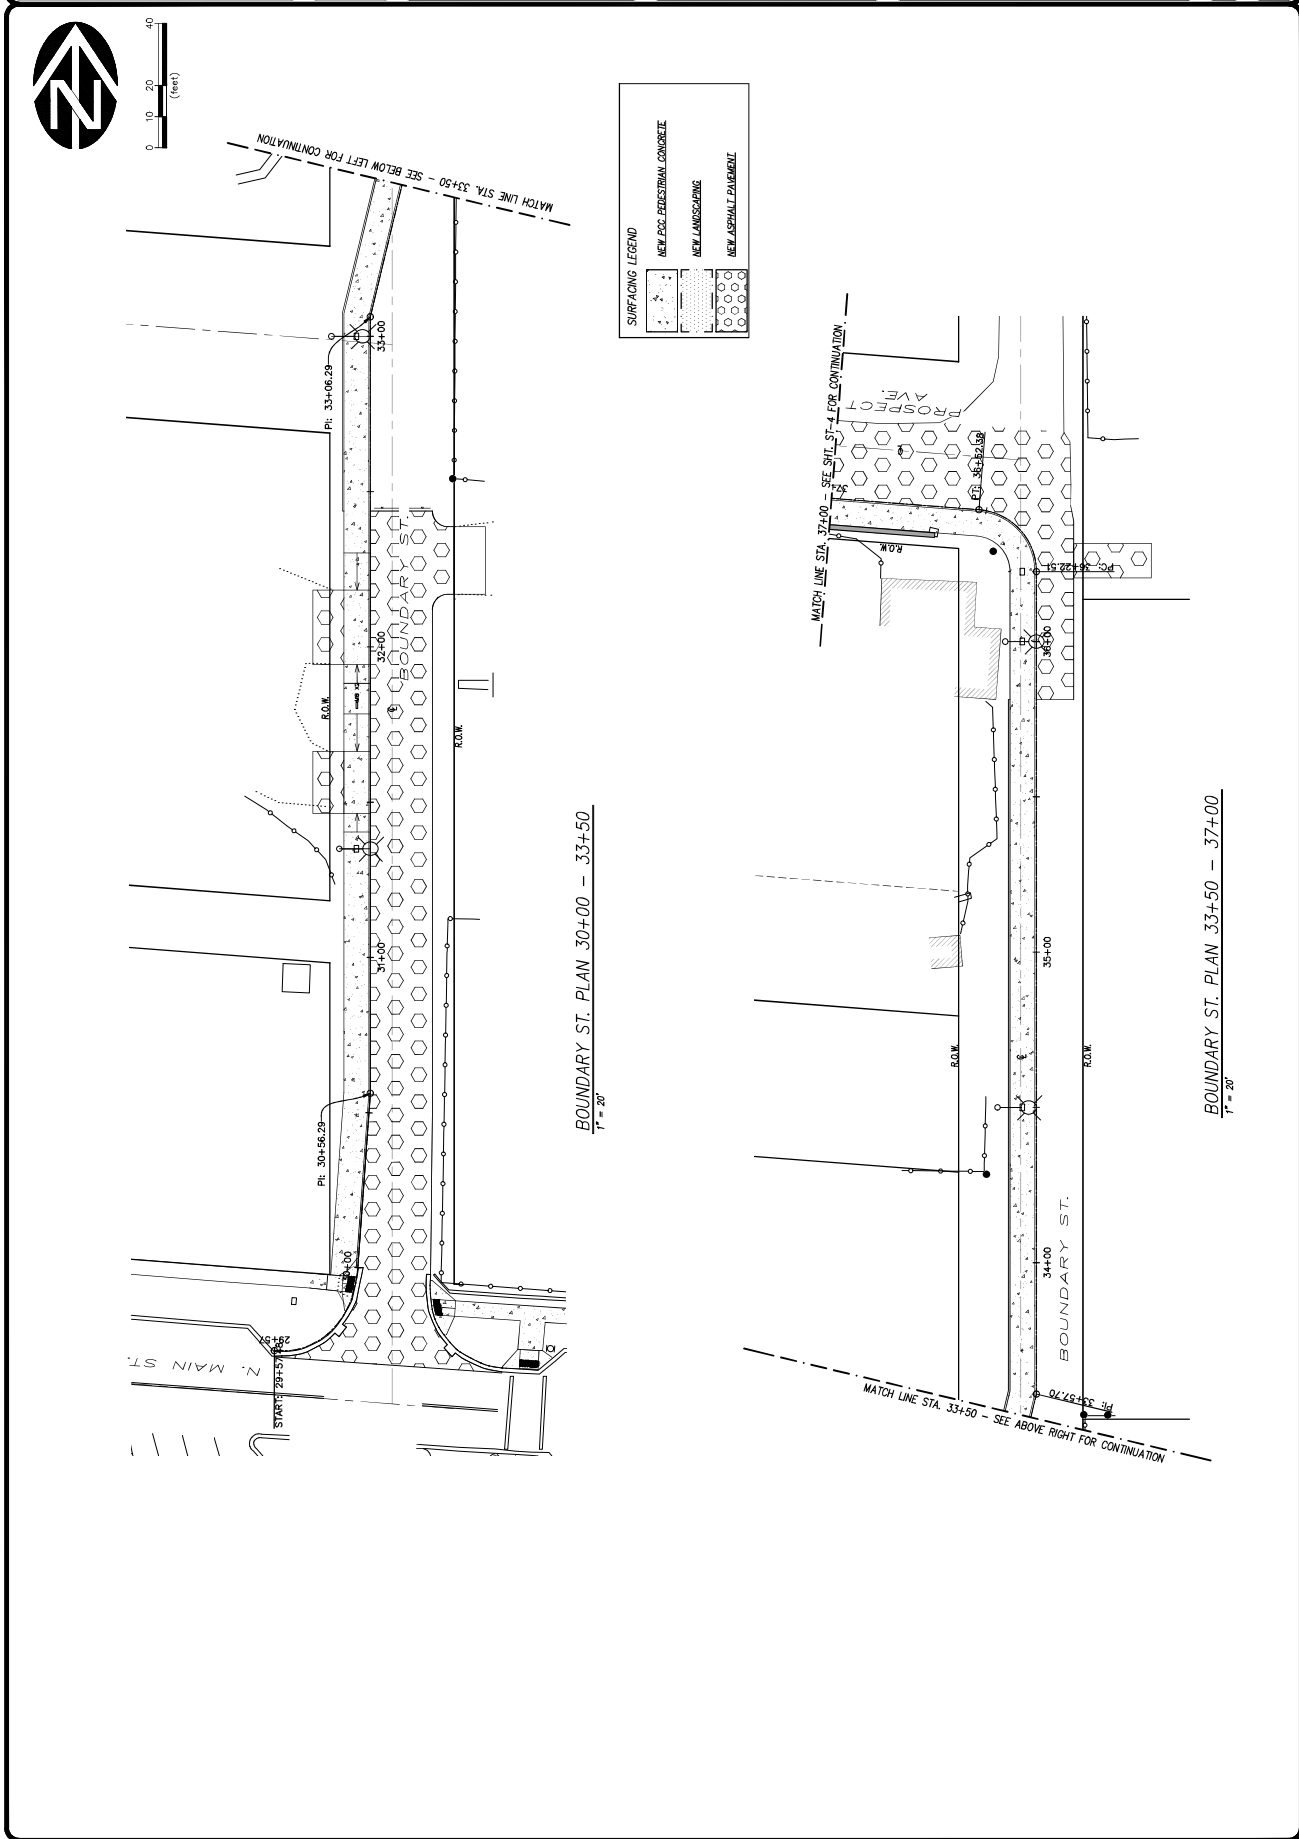 N
0 10 20 40
(feet)
MATCH LINE STA. 33+50 - SEE BELOW LEFT FOR CONTINUATION
SURFACING LEGEND
NEW PCC PEDESTRIAN CONCRETE
NEW LANDSCAPING
NEW ASPHALT PAVEMENT
START: 29+57
29+57
N. MAIN ST.
PI: 30+56.29
31+00
32+00
33+00
PI: 33+06.29
R.O.W.
R.O.W.
BOUNDARY ST.
BOUNDARY ST. PLAN 30+00 - 33+50
1" = 20'
MATCH LINE STA. 33+50 - SEE ABOVE RIGHT FOR CONTINUATION
PI: 33+57.70
34+00
35+00
36+00
BOUNDARY ST.
R.O.W.
R.O.W.
R.O.W.
PC: 36+22.51
PT: 36+52.38
PROSPECT
AVE.
MATCH LINE STA. 37+00 - SEE SHT. ST-4 FOR CONTINUATION
BOUNDARY ST. PLAN 33+50 - 37+00
1" = 20'